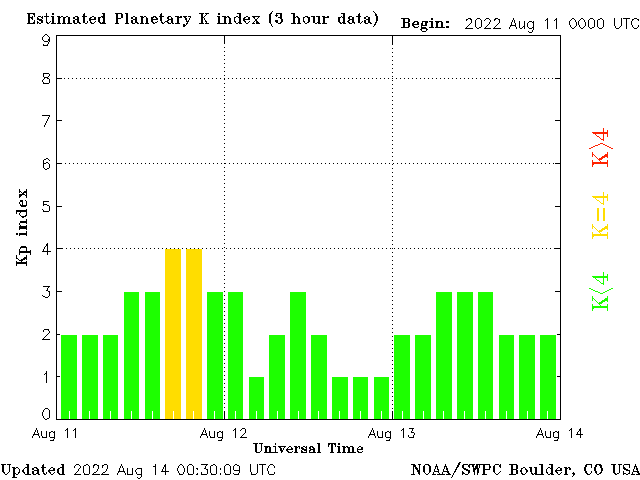 Estimated Planetary K index (3 hour data) Begin: 2022 Aug 11 0000 UTC
9
8
7
6
5
4
3
2
1
0
Kp index
K>4
K=4
K<4
Aug 11 Aug 12 Aug 13 Aug 14
Universal Time
Updated 2022 Aug 14 00:30:09 UTC NOAA/SWPC Boulder, CO USA